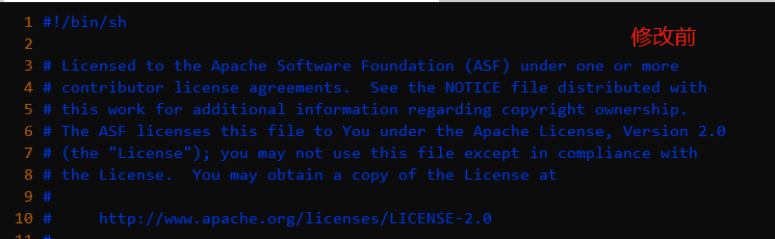 1 #!/bin/sh
修改前
2
3 # Licensed to the Apache Software Foundation (ASF) under one or more
4 # contributor license agreements.  See the NOTICE file distributed with
5 # this work for additional information regarding copyright ownership.
6 # The ASF licenses this file to You under the Apache License, Version 2.0
7 # (the "License"); you may not use this file except in compliance with
8 # the License.  You may obtain a copy of the License at
9 #
10 #     http://www.apache.org/licenses/LICENSE-2.0
11 #